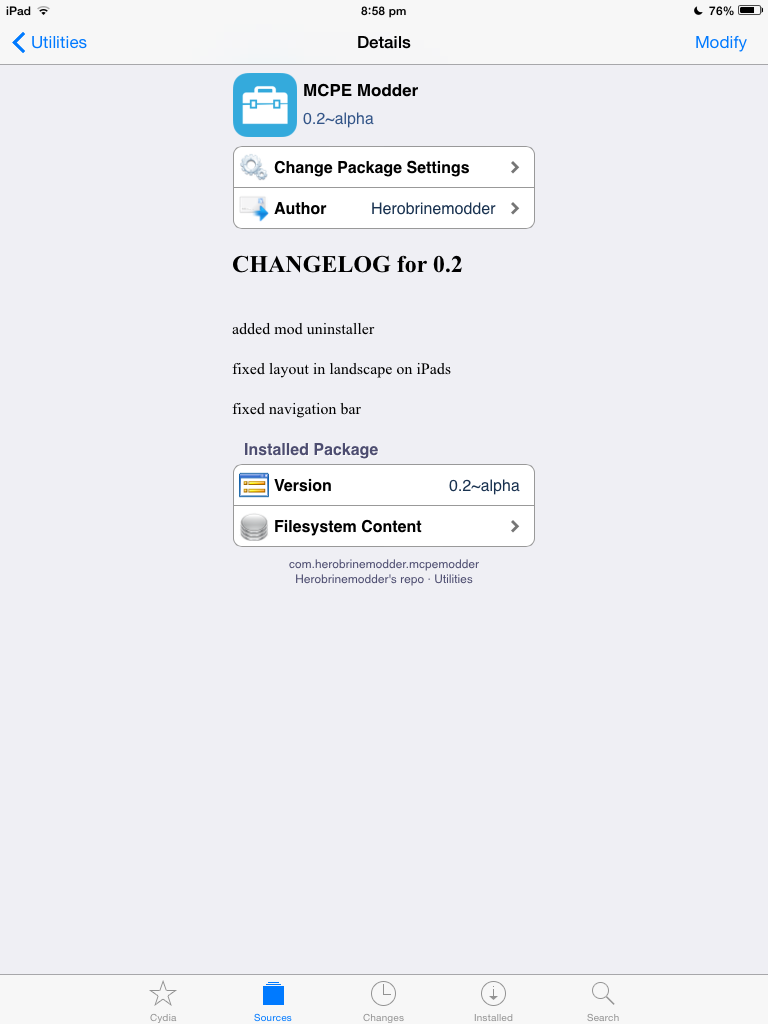 iPad 8:58 pm 76%
Utilities Details Modify
MCPE Modder
0.2~alpha
Change Package Settings
Author Herobrinemodder
CHANGELOG for 0.2
added mod uninstaller
fixed layout in landscape on iPads
fixed navigation bar
Installed Package
Version 0.2~alpha
Filesystem Content
com.herobrinemodder.mcpemodder
Herobrinemodder's repo · Utilities
Cydia Sources Changes Installed Search